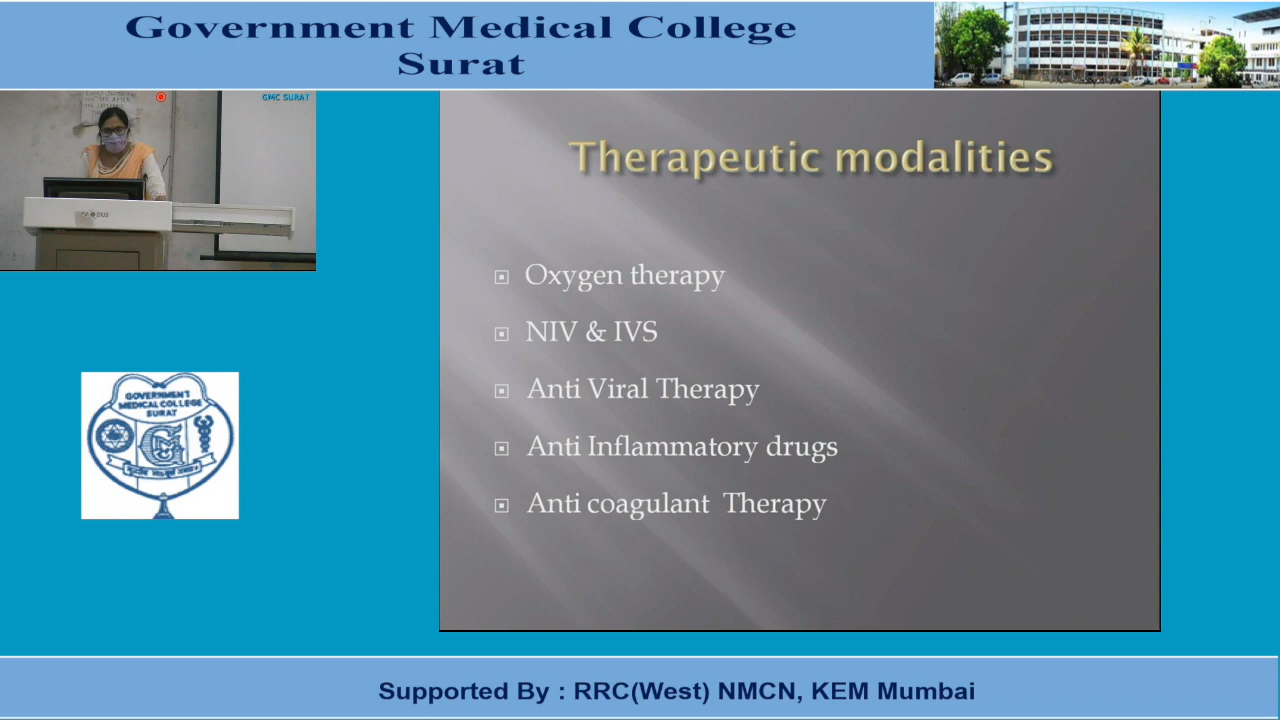 Government Medical College
Surat
GMC SURAT
Therapeutic modalities
Oxygen therapy
NIV & IVS
Anti Viral Therapy
Anti Inflammatory drugs
Anti coagulant Therapy
GOVERNMENT
MEDICAL COLLEGE
SURAT
Supported By : RRC(West) NMCN, KEM Mumbai